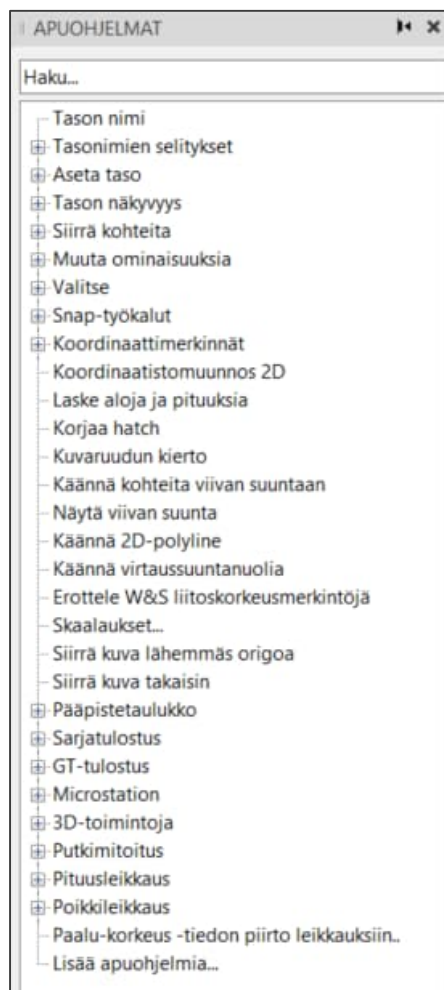 APUOHJELMAT
Haku...
Tason nimi
Tasonimien selitykset
Aseta taso
Tason näkyvyys
Siirrä kohteita
Muuta ominaisuuksia
Valitse
Snap-työkalut
Koordinaattimerkinnät
Koordinaatistomuunnos 2D
Laske aloja ja pituuksia
Korjaa hatch
Kuvaruudun kierto
Käännä kohteita viivan suuntaan
Näytä viivan suunta
Käännä 2D-polyline
Käännä virtaussuuntanuolia
Erottele W&S liitoskorkeusmerkintöjä
Skaalaukset...
Siirrä kuva lähemmäs origoa
Siirrä kuva takaisin
Pääpistetaulukko
Sarjatulostus
GT-tulostus
Microstation
3D-toimintoja
Putkimitoitus
Pituusleikkaus
Poikkileikkaus
Paalu-korkeus -tiedon piirto leikkauksiin..
Lisää apuohjelmia...